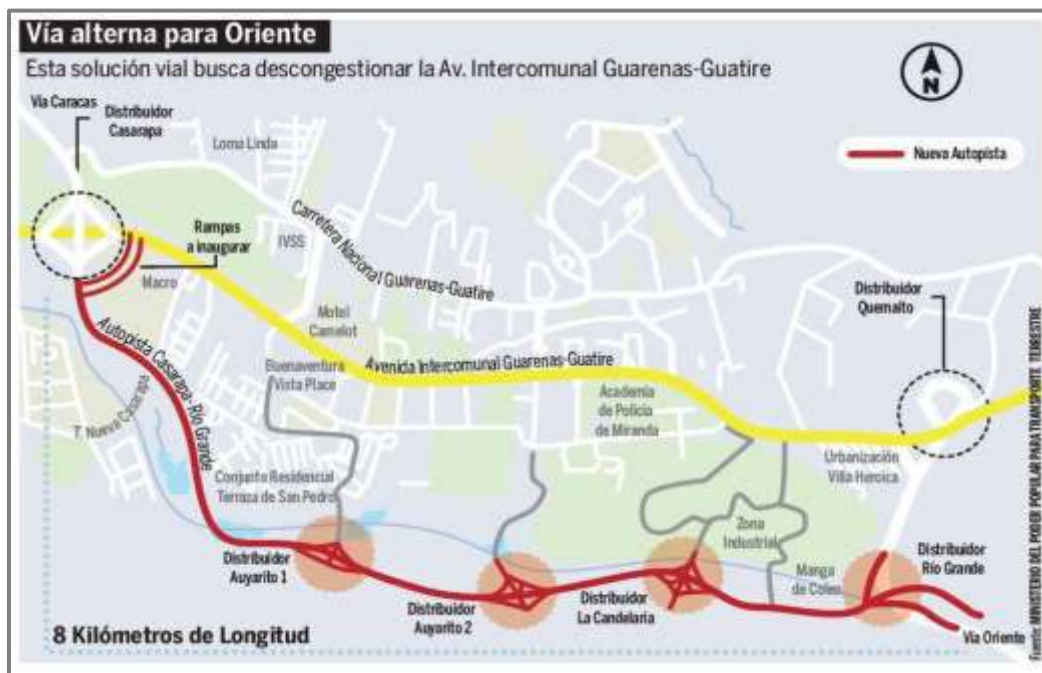 Vía alterna para Oriente
Esta solución vial busca descongestionar la Av. Intercomunal Guarenas-Guatire
Vía Caracas
Distribuidor
Casarapa
Loma Linda
N
Nueva Autopista
Rampas
a inaugurar
IVSS
Carretera Nacional Guarenas-Guatire
Macro
Distribuidor
Quemaíto
Motel
Camelot
Autopista Casarapa-Río Grande
Buenaventura
Vista Place
Avenida Intercomunal Guarenas-Guatire
Academia
de Policía
de Miranda
T. Nueva Casarapa
Urbanización
Villa Heroica
Conjunto Residencial
Terraza de San Pedro
Zona
Industrial
Distribuidor
Auyarito 1
Distribuidor
Auyarito 2
Distribuidor
La Candelaria
Manga
de Coleo
Distribuidor
Río Grande
8 Kilómetros de Longitud
Vía Oriente
Fuente: MINISTERIO DEL PODER POPULAR PARA TRANSPORTE TERRESTRE